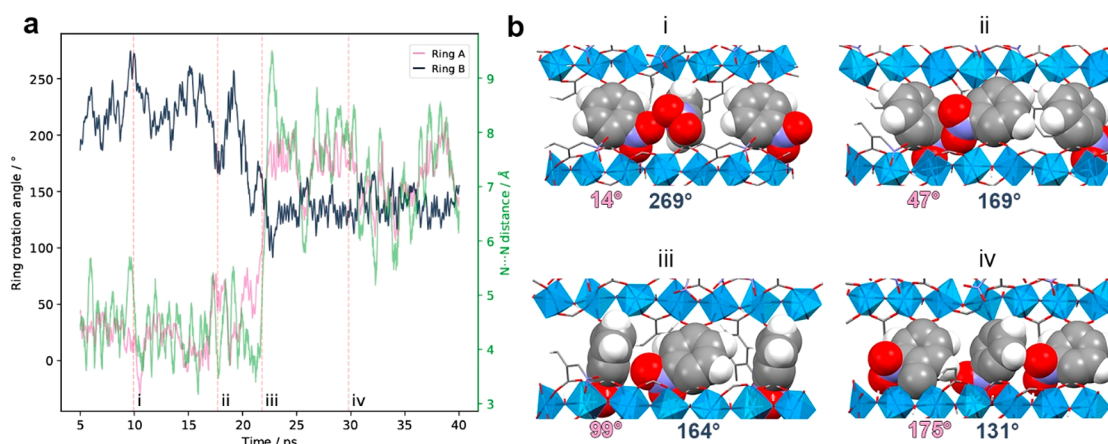 a
Ring rotation angle / °
250
200
150
100
50
0
Ring A
Ring B
9
8
7
6
5
4
3
N···N distance / Å
i
ii
iii
iv
5
10
15
20
25
30
35
40
Time / ns
b
i
14°
269°
ii
47°
169°
iii
99°
164°
iv
175°
131°